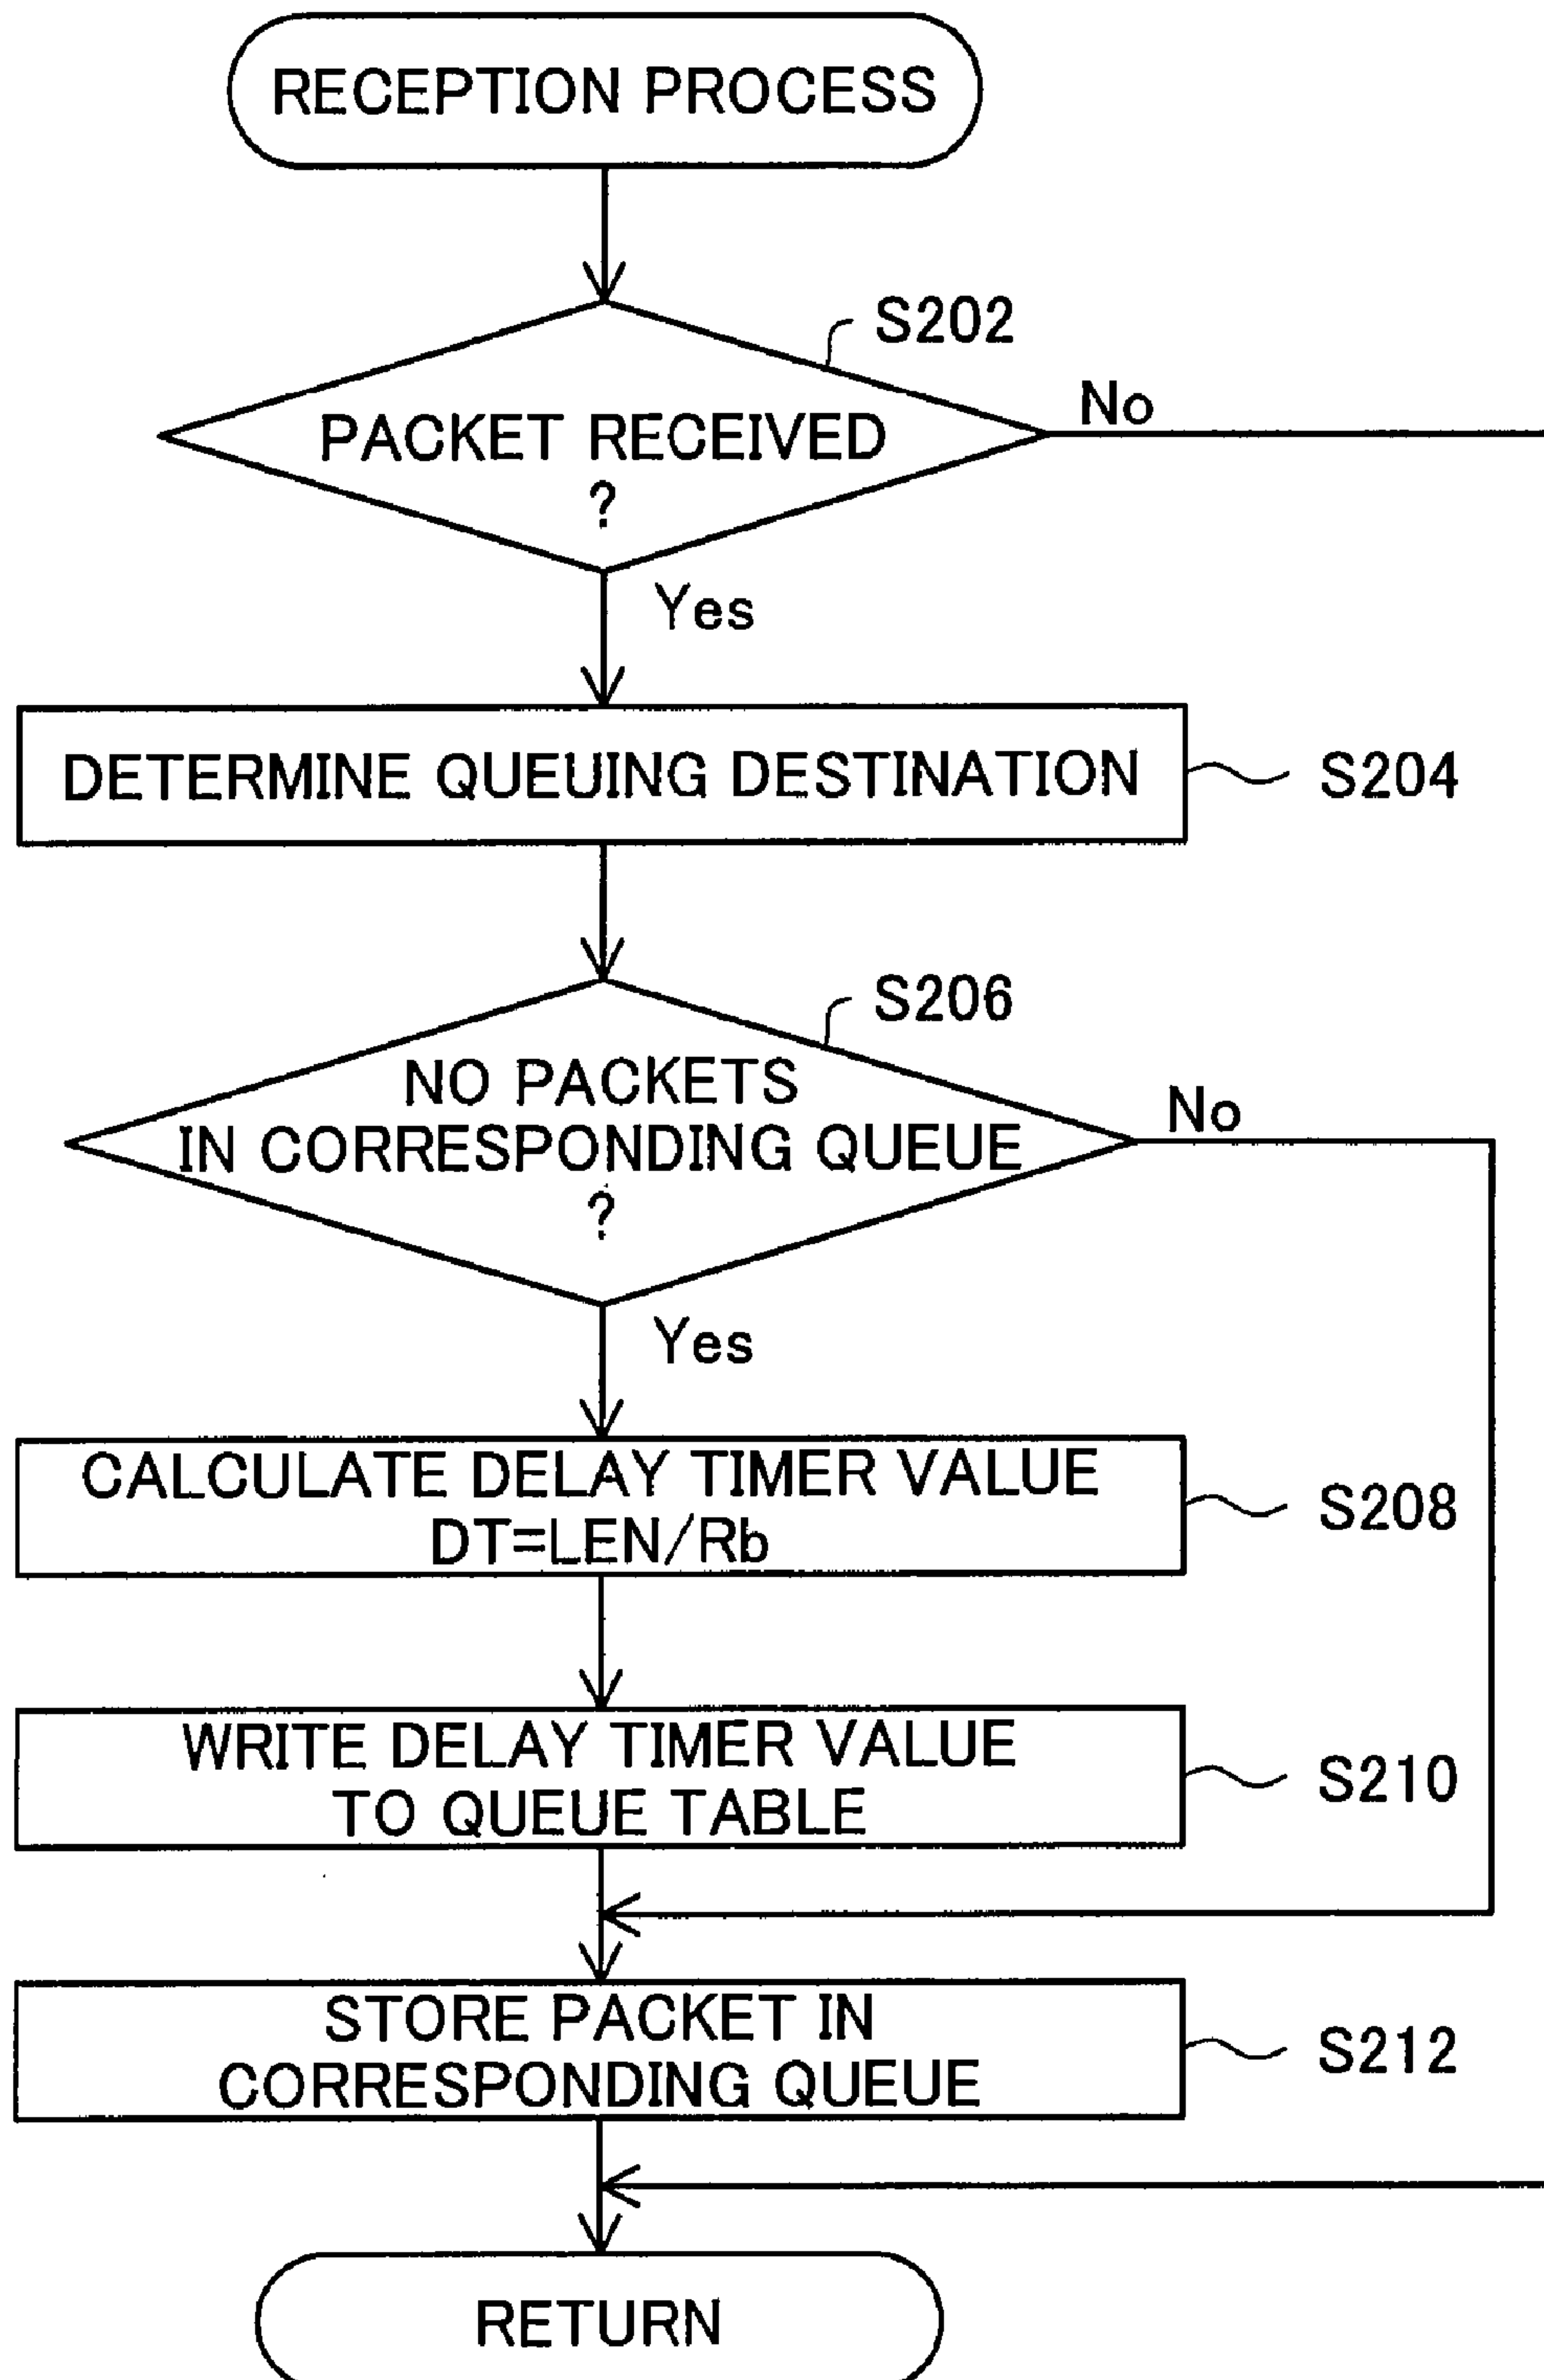 RECEPTION PROCESS
S202
No
PACKET RECEIVED
?
Yes
DETERMINE QUEUING DESTINATION
S204
S206
NO PACKETS
No
IN CORRESPONDING QUEUE
?
Yes
CALCULATE DELAY TIMER VALUE
DT=LEN/Rb
S208
WRITE DELAY TIMER VALUE
TO QUEUE TABLE
S210
STORE PACKET IN
CORRESPONDING QUEUE
S212
RETURN